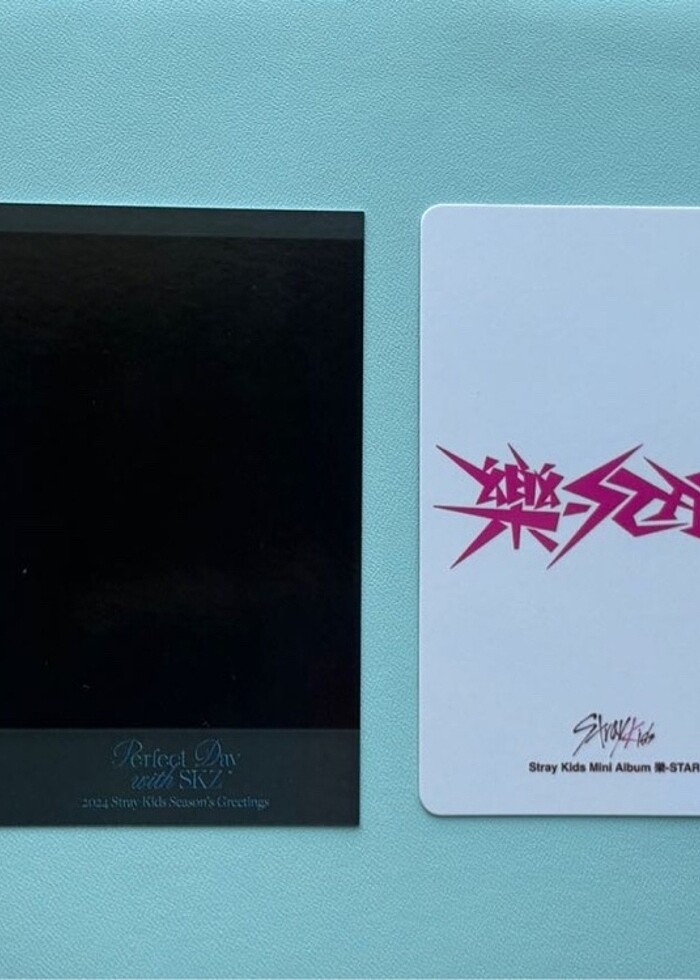 Perfect Day
with SKZ
2024 Stray Kids Season's Greetings
樂-STAR
Stray Kids
Stray Kids Mini Album 樂-STAR